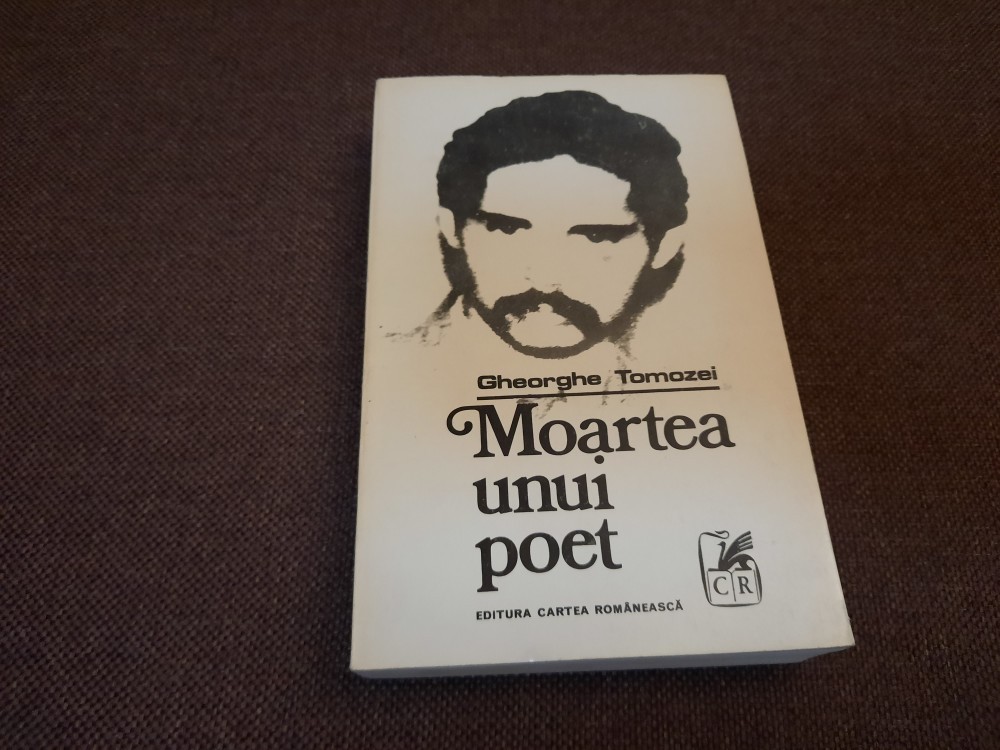 Gheorghe Tomozei
Moartea
unui
poet
CR
EDITURA CARTEA ROMÂNEASCĂ